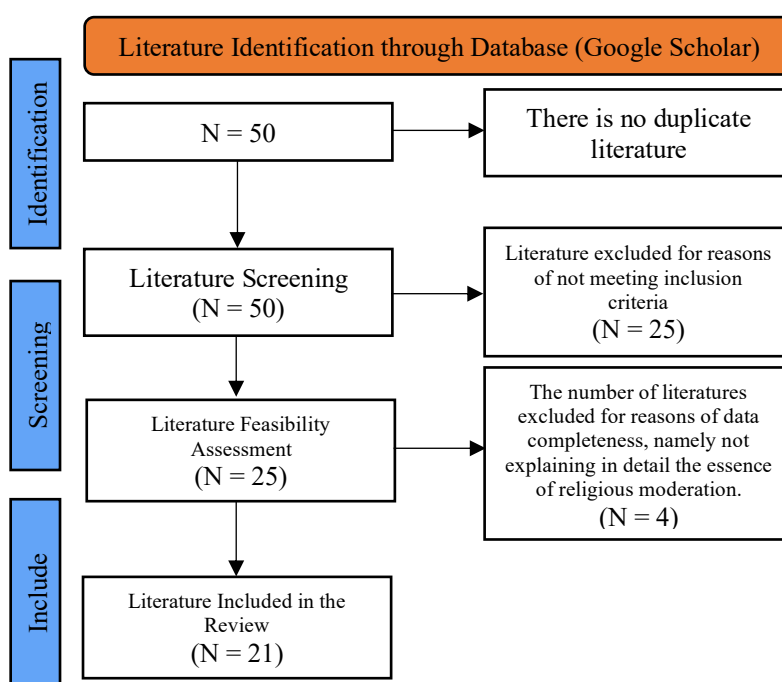 Literature Identification through Database (Google Scholar)
Identification
N = 50
There is no duplicate
literature
Screening
Literature Screening
(N = 50)
Literature excluded for reasons
of not meeting inclusion
criteria
(N = 25)
Literature Feasibility
Assessment
(N = 25)
The number of literatures
excluded for reasons of data
completeness, namely not
explaining in detail the essence
of religious moderation.
(N = 4)
Include
Literature Included in the
Review
(N = 21)